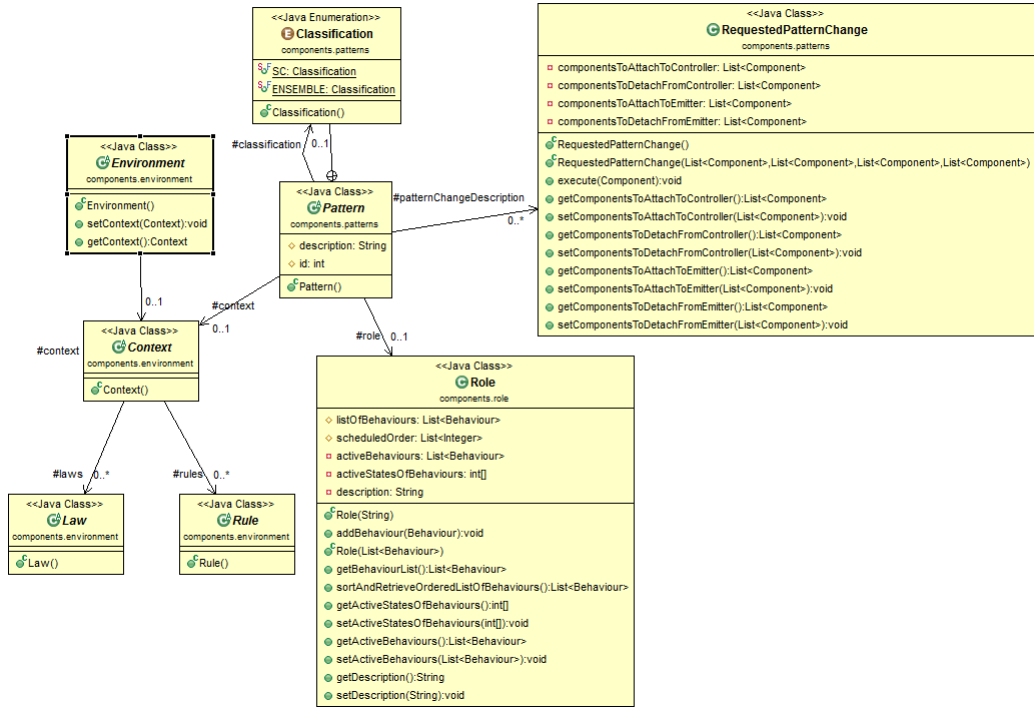 <<Java Enumeration>>
Classification
components.patterns
SC: Classification
ENSEMBLE: Classification
Classification()
<<Java Class>>
RequestedPatternChange
components.patterns
componentsToAttachToController: List<Component>
componentsToDetachFromController: List<Component>
componentsToAttachToEmitter: List<Component>
componentsToDetachFromEmitter: List<Component>
RequestedPatternChange()
RequestedPatternChange(List<Component>,List<Component>,List<Component>,List<Component>)
execute(Component):void
getComponentsToAttachToController():List<Component>
setComponentsToAttachToController(List<Component>):void
getComponentsToDetachFromController():List<Component>
setComponentsToDetachFromController(List<Component>):void
getComponentsToAttachToEmitter():List<Component>
setComponentsToAttachToEmitter(List<Component>):void
getComponentsToDetachFromEmitter():List<Component>
setComponentsToDetachFromEmitter(List<Component>):void
#classification
0..1
<<Java Class>>
Environment
components.environment
Environment()
setContext(Context):void
getContext():Context
<<Java Class>>
Pattern
components.patterns
description: String
id: int
Pattern()
#patternChangeDescription
0..*
#context
0..1
#context
0..1
#role
0..1
<<Java Class>>
Context
components.environment
Context()
#laws
0..*
#rules
0..*
<<Java Class>>
Law
components.environment
Law()
<<Java Class>>
Rule
components.environment
Rule()
<<Java Class>>
Role
components.role
listOfBehaviours: List<Behaviour>
scheduledOrder: List<Integer>
activeBehaviours: List<Behaviour>
activeStatesOfBehaviours: int[]
description: String
Role(String)
addBehaviour(Behaviour):void
Role(List<Behaviour>)
getBehaviourList():List<Behaviour>
sortAndRetrieveOrderedListOfBehaviours():List<Behaviour>
getActiveStatesOfBehaviours():int[]
setActiveStatesOfBehaviours(int[]):void
getActiveBehaviours():List<Behaviour>
setActiveBehaviours(List<Behaviour>):void
getDescription():String
setDescription(String):void